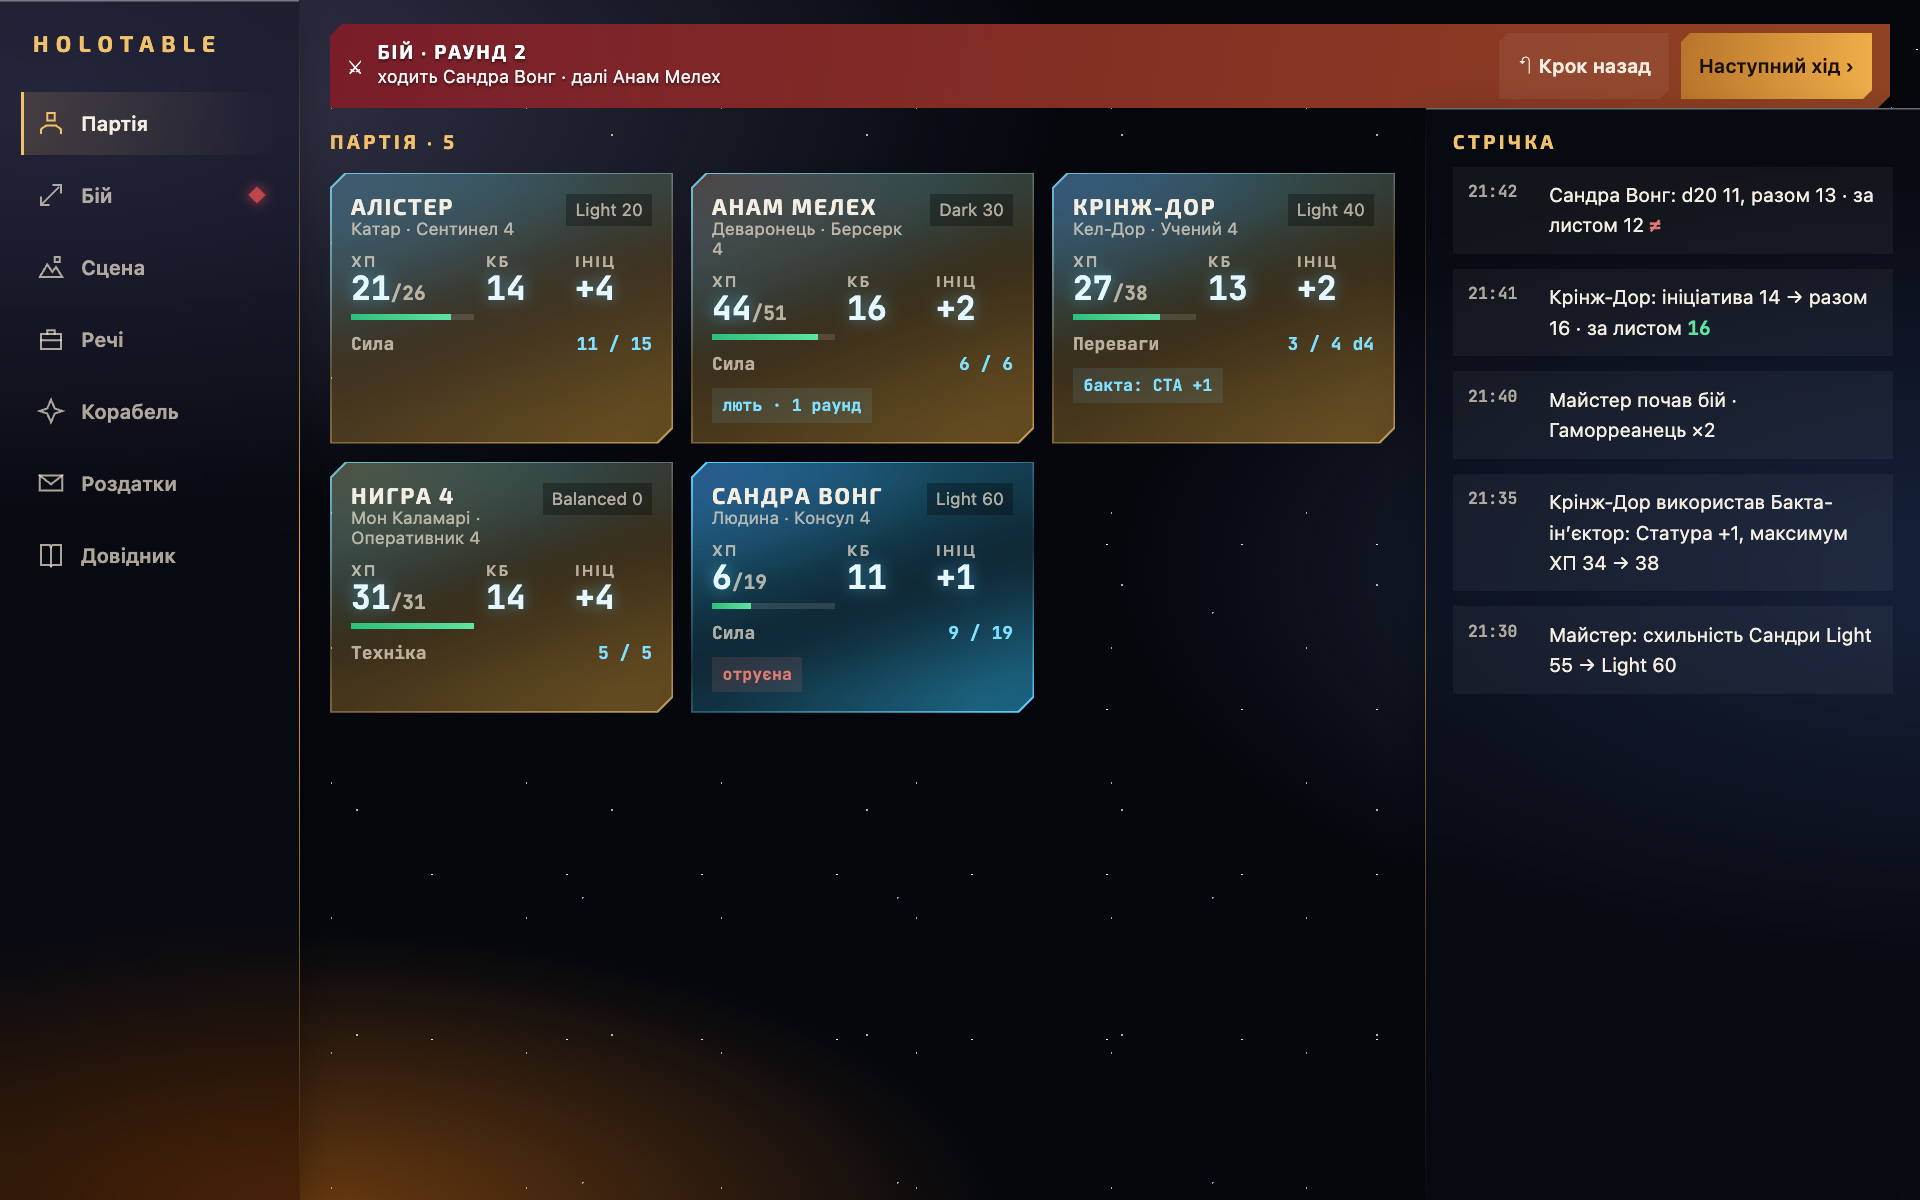 HOLOTABLE
Партія
Бій
Сцена
Речі
Корабель
Роздатки
Довідник
БІЙ · РАУНД 2
ходить Сандра Вонг · далі Анам Мелех
Крок назад
Наступний хід ›
ПАРТІЯ · 5
АЛІСТЕР
Light 20
Катар · Сентинел 4
ХП КБ ІНІЦ
21/26 14 +4
Сила 11 / 15
АНАМ МЕЛЕХ
Dark 30
Деваронець · Берсерк
4
ХП КБ ІНІЦ
44/51 16 +2
Сила 6 / 6
лють · 1 раунд
КРІНЖ-ДОР
Light 40
Кел-Дор · Учений 4
ХП КБ ІНІЦ
27/38 13 +2
Переваги 3 / 4 d4
бакта: СТА +1
НИГРА 4
Balanced 0
Мон Каламарі ·
Оперативник 4
ХП КБ ІНІЦ
31/31 14 +4
Техніка 5 / 5
САНДРА ВОНГ
Light 60
Людина · Консул 4
ХП КБ ІНІЦ
6/19 11 +1
Сила 9 / 19
отруєна
СТРІЧКА
21:42 Сандра Вонг: d20 11, разом 13 · за
листом 12 ≠
21:41 Крінж-Дор: ініціатива 14 → разом
16 · за листом 16
21:40 Майстер почав бій ·
Гаморреанець ×2
21:35 Крінж-Дор використав Бакта-
ін’єктор: Статура +1, максимум
ХП 34 → 38
21:30 Майстер: схильність Сандри Light
55 → Light 60